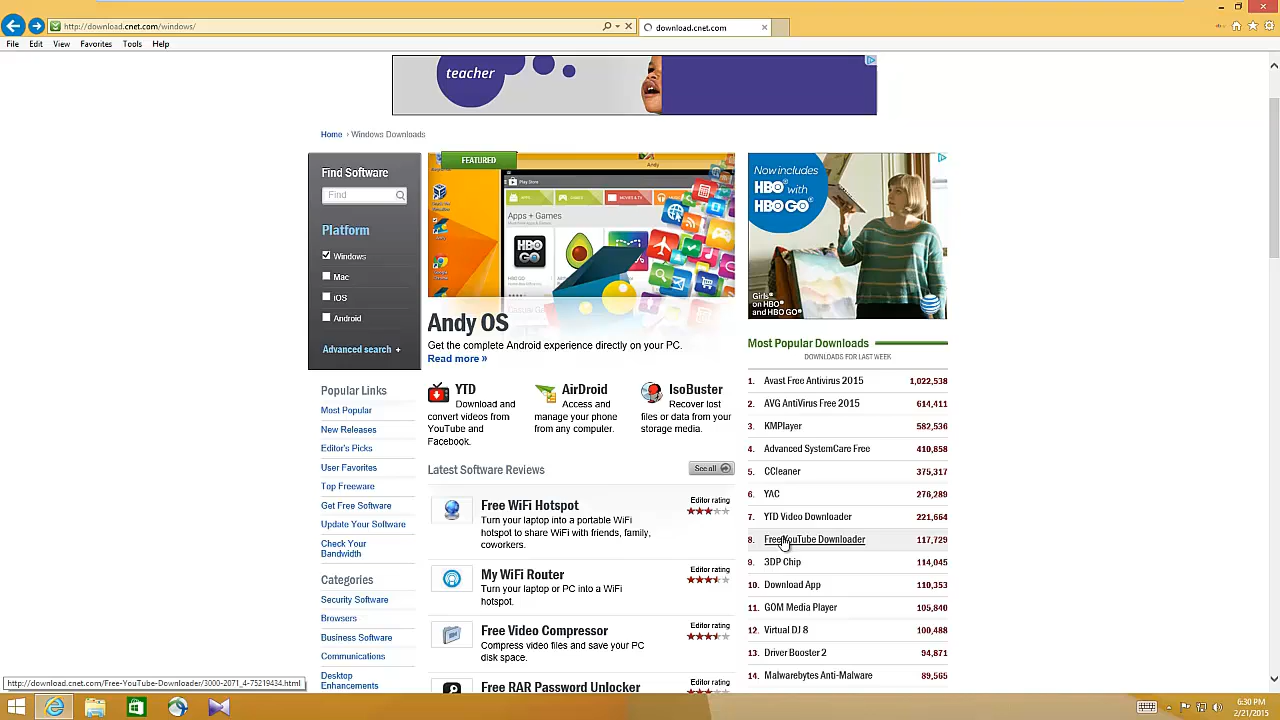 http://download.cnet.com/windows/
download.cnet.com
File Edit View Favorites Tools Help
teacher
Home › Windows Downloads
Find Software
Find
Platform
Windows
Mac
iOS
Android
Advanced search +
Popular Links
Most Popular
New Releases
Editor's Picks
User Favorites
Top Freeware
Get Free Software
Update Your Software
Check Your
Bandwidth
Categories
Security Software
Browsers
Business Software
Communications
Desktop
Enhancements
FEATURED
Andy
Play Store
APPS
GAMES
MOVIES & TV
Apps + Games
HBO
GO
HBO GO
Andy OS
Get the complete Android experience directly on your PC.
Read more »
YTD
Download and
convert videos from
YouTube and
Facebook.
AirDroid
Access and
manage your phone
from any computer.
IsoBuster
Recover lost
files or data from your
storage media.
Latest Software Reviews
See all
Free WiFi Hotspot
Turn your laptop into a portable WiFi
hotspot to share WiFi with friends, family,
coworkers.
Editor rating
My WiFi Router
Turn your laptop or PC into a WiFi
hotspot.
Editor rating
Free Video Compressor
Compress video files and save your PC
disk space.
Editor rating
Free RAR Password Unlocker
Editor rating
Now includes
HBO® with
HBO GO®
Girls®
on HBO®
and HBO GO®
at&t
Most Popular Downloads
DOWNLOADS FOR LAST WEEK
1. Avast Free Antivirus 2015 1,022,538
2. AVG AntiVirus Free 2015 614,411
3. KMPlayer 582,536
4. Advanced SystemCare Free 410,858
5. CCleaner 375,317
6. YAC 276,289
7. YTD Video Downloader 221,664
8. Free YouTube Downloader 117,729
9. 3DP Chip 114,045
10. Download App 110,353
11. GOM Media Player 105,840
12. Virtual DJ 8 100,488
13. Driver Booster 2 94,871
14. Malwarebytes Anti-Malware 89,565
http://download.cnet.com/Free-YouTube-Downloader/3000-2071_4-75219434.html
6:30 PM
2/21/2015